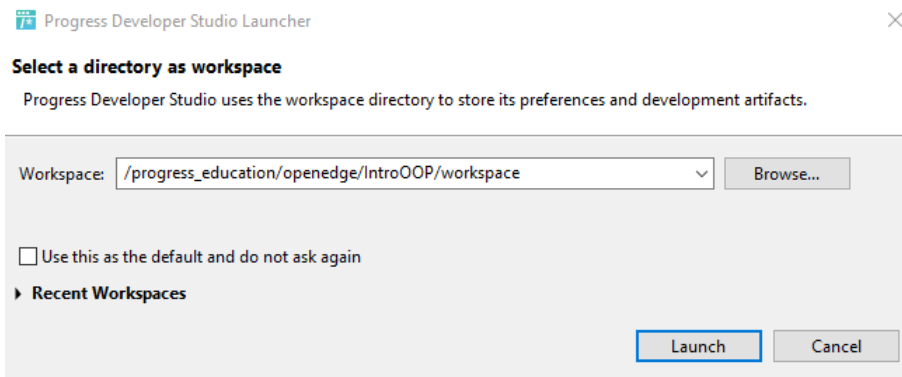 Progress Developer Studio Launcher
Select a directory as workspace
Progress Developer Studio uses the workspace directory to store its preferences and development artifacts.
Workspace: /progress_education/openedge/IntroOOP/workspace Browse...
Use this as the default and do not ask again
Recent Workspaces
Launch Cancel